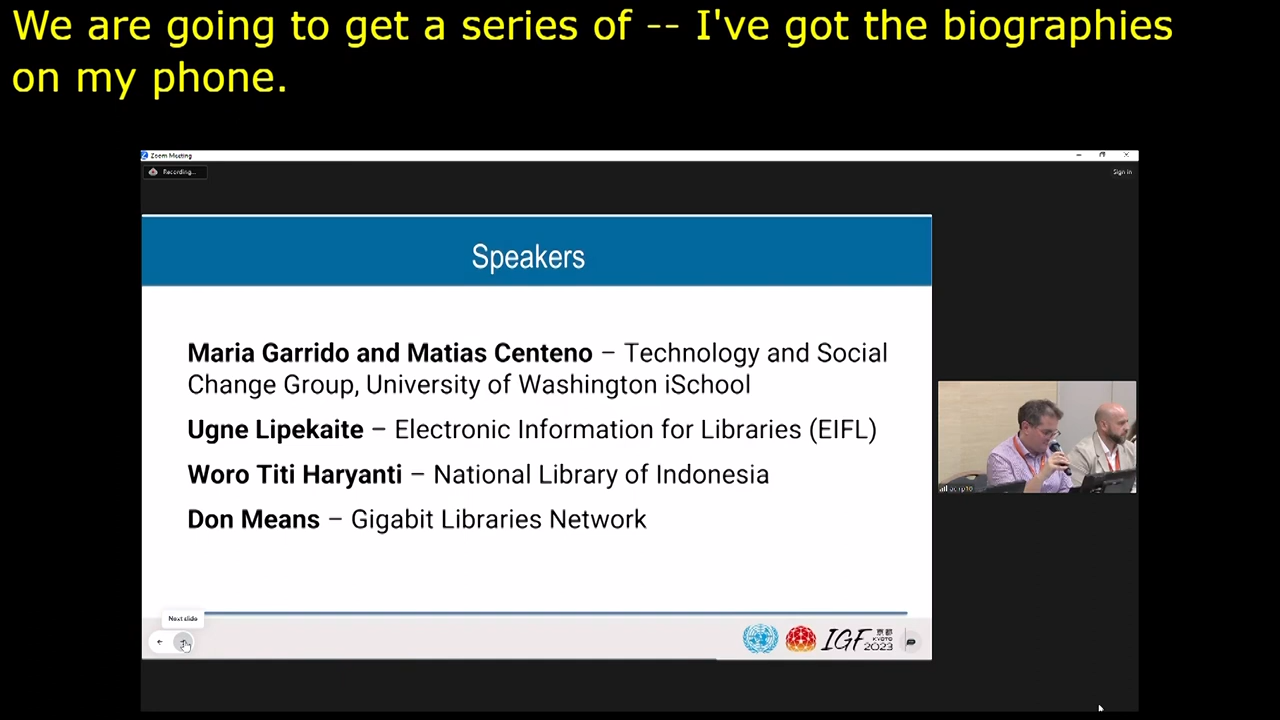 We are going to get a series of -- I've got the biographies
on my phone.
Zoom Meeting
Recording...
Sign in
Speakers
Maria Garrido and Matias Centeno – Technology and Social
Change Group, University of Washington iSchool
Ugne Lipekaite – Electronic Information for Libraries (EIFL)
Woro Titi Haryanti – National Library of Indonesia
Don Means – Gigabit Libraries Network
Next slide
IGF 京都
KYOTO
2023